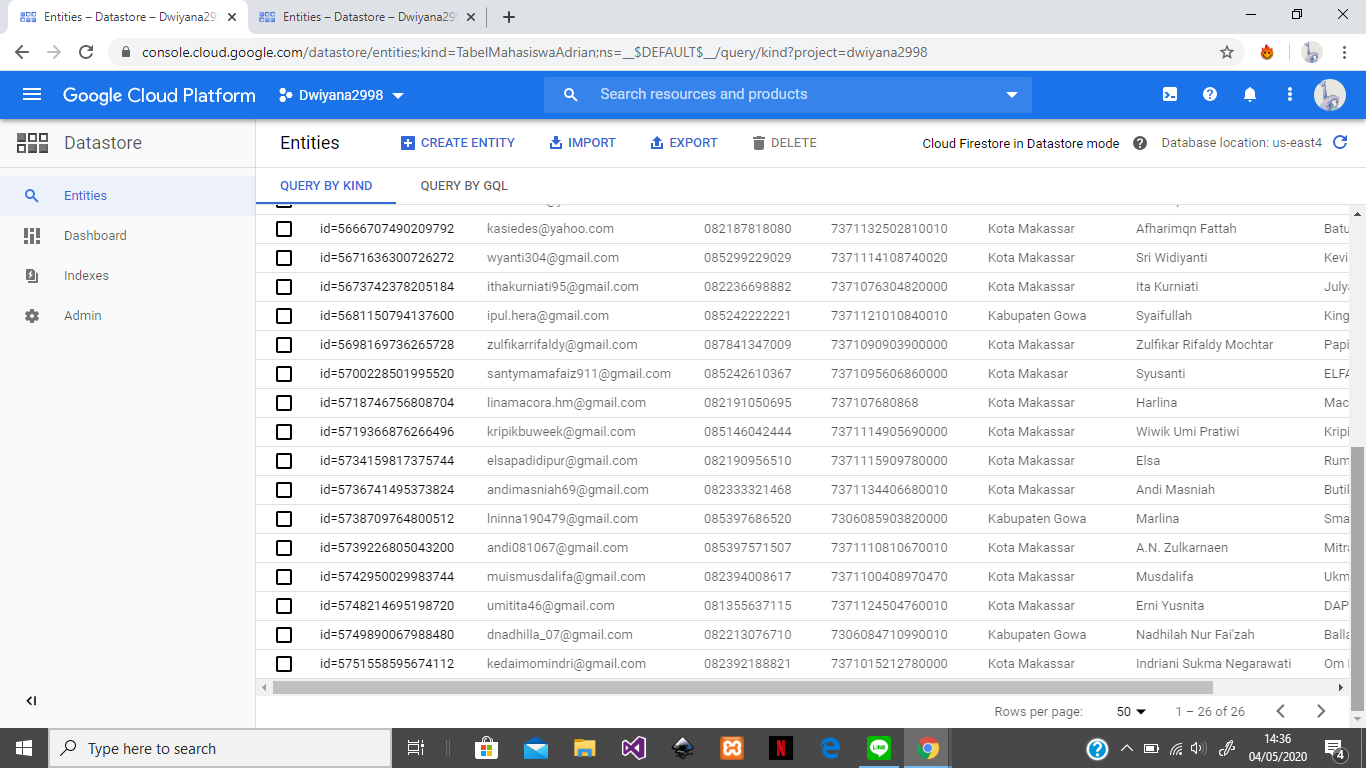 Entities – Datastore – Dwiyana299
Entities – Datastore – Dwiyana299
console.cloud.google.com/datastore/entities;kind=TabelMahasiswaAdrian;ns=__$DEFAULT$__/query/kind?project=dwiyana2998
Google Cloud Platform
Dwiyana2998
Search resources and products
Datastore
Entities
CREATE ENTITY
IMPORT
EXPORT
DELETE
Cloud Firestore in Datastore mode
Database location: us-east4
Entities
Dashboard
Indexes
Admin
QUERY BY KIND
QUERY BY GQL
id=5666707490209792 kasiedes@yahoo.com 082187818080 7371132502810010 Kota Makassar Afharimqn Fattah Batu
id=5671636300726272 wyanti304@gmail.com 085299229029 7371114108740020 Kota Makassar Sri Widiyanti Kevi
id=5673742378205184 ithakurniati95@gmail.com 082236698882 7371076304820000 Kota Makassar Ita Kurniati July
id=5681150794137600 ipul.hera@gmail.com 085242222221 7371121010840010 Kabupaten Gowa Syaifullah King
id=5698169736265728 zulfikarrifaldy@gmail.com 087841347009 7371090903900000 Kota Makassar Zulfikar Rifaldy Mochtar Papi
id=5700228501995520 santymamafaiz911@gmail.com 085242610367 7371095606860000 Kota Makasar Syusanti ELFA
id=5718746756808704 linamacora.hm@gmail.com 082191050695 737107680868 Kota Makassar Harlina Mac
id=5719366876266496 kripikbuweek@gmail.com 085146042444 7371114905690000 Kota Makassar Wiwik Umi Pratiwi Kripi
id=5734159817375744 elsapadidipur@gmail.com 082190956510 7371115909780000 Kota Makassar Elsa Rum
id=5736741495373824 andimasniah69@gmail.com 082333321468 7371134406680010 Kota Makassar Andi Masniah Buti
id=5738709764800512 lninna190479@gmail.com 085397686520 7306085903820000 Kabupaten Gowa Marlina Sma
id=5739226805043200 andi081067@gmail.com 085397571507 7371110810670010 Kota Makassar A.N. Zulkarnaen Mitr
id=5742950029983744 muismusdalifa@gmail.com 082394008617 7371100408970470 Kota Makassar Musdalifa Ukm
id=5748214695198720 umitita46@gmail.com 081355637115 7371124504760010 Kota Makassar Erni Yusnita DAP
id=5749890067988480 dnadhilla_07@gmail.com 082213076710 7306084710990010 Kabupaten Gowa Nadhilah Nur Fai'zah Balla
id=5751558595674112 kedaimomindri@gmail.com 082392188821 7371015212780000 Kota Makassar Indriani Sukma Negarawati Om
Rows per page: 50 1 – 26 of 26
Type here to search
14:36
04/05/2020
4